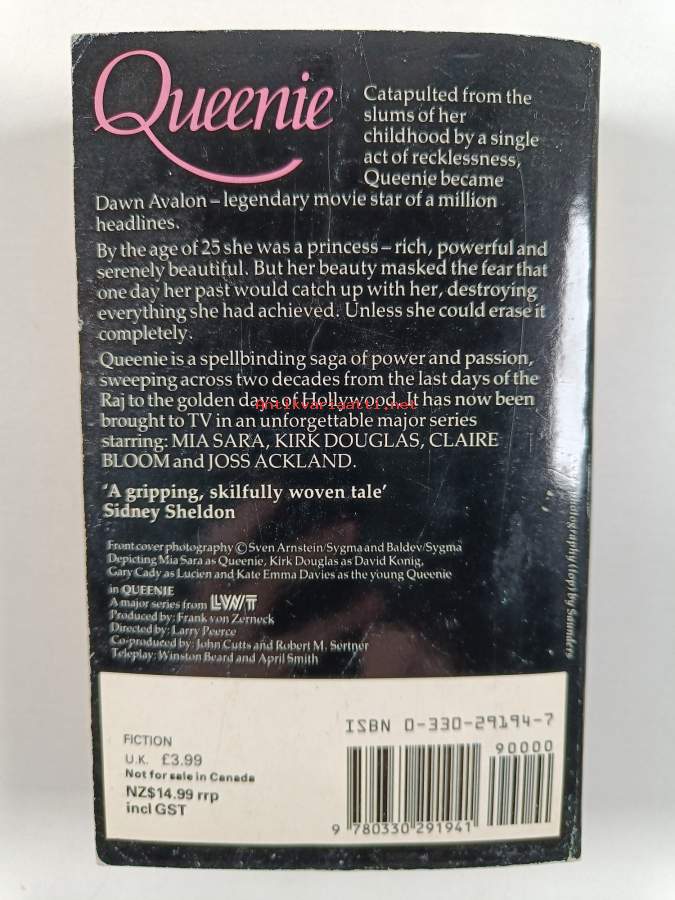 Queenie
Catapulted from the
slums of her
childhood by a single
act of recklessness,
Queenie became
Dawn Avalon – legendary movie star of a million
headlines.
By the age of 25 she was a princess – rich, powerful and
serenely beautiful. But her beauty masked the fear that
one day her past would catch up with her, destroying
everything she had achieved. Unless she could erase it
completely.
Queenie is a spellbinding saga of power and passion,
sweeping across two decades from the last days of the
Raj to the golden days of Hollywood. It has now been
Antikvariaatti.net
brought to TV in an unforgettable major series
starring: MIA SARA, KIRK DOUGLAS, CLAIRE
BLOOM and JOSS ACKLAND.
'A gripping, skilfully woven tale'
Sidney Sheldon
Front cover photography © Sven Arnstein/Sygma and Baldev/Sygma
Depicting Mia Sara as Queenie, Kirk Douglas as David Konig,
Gary Cady as Lucien and Kate Emma Davies as the young Queenie
in QUEENIE
A major series from LWT
Produced by: Frank von Zerneck
Directed by: Larry Peerce
Co-produced by: John Cutts and Robert M. Sertner
Teleplay: Winston Beard and April Smith
photography (top) by Saunders
ISBN 0-330-29194-7
FICTION
U.K. £3.99
Not for sale in Canada
NZ$14.99 rrp
incl GST
90000
9 780330 291941